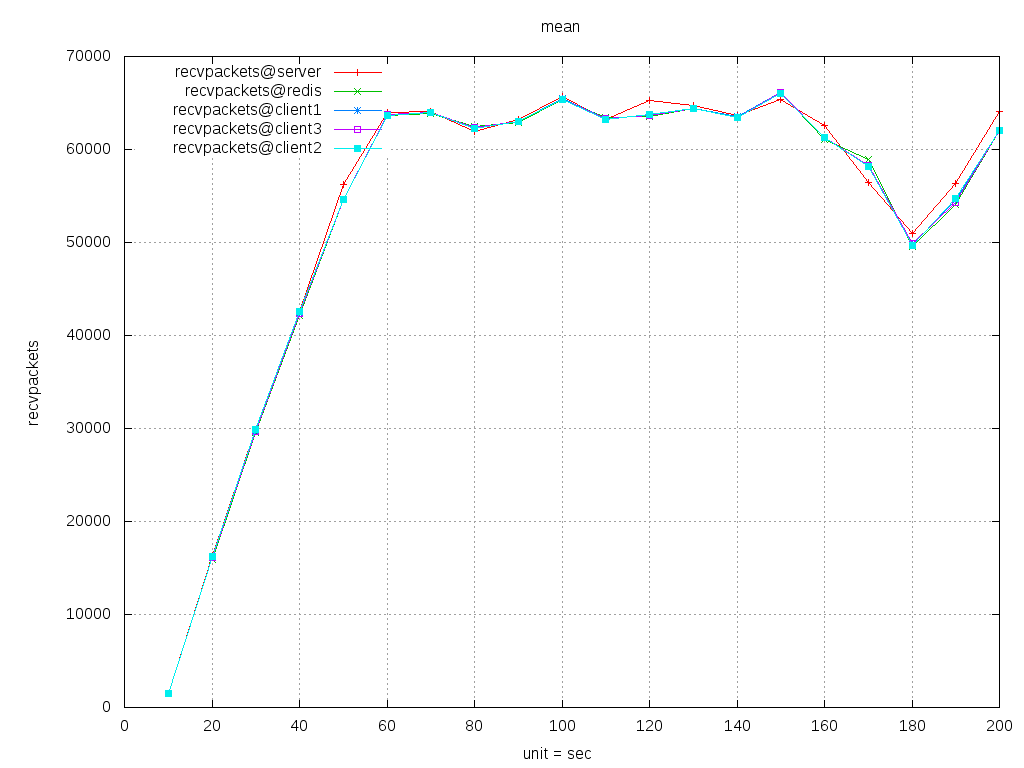 mean
70000
60000
50000
40000
30000
20000
10000
0
recvpackets
recvpackets@server
recvpackets@redis
recvpackets@client1
recvpackets@client3
recvpackets@client2
0 20 40 60 80 100 120 140 160 180 200
unit = sec